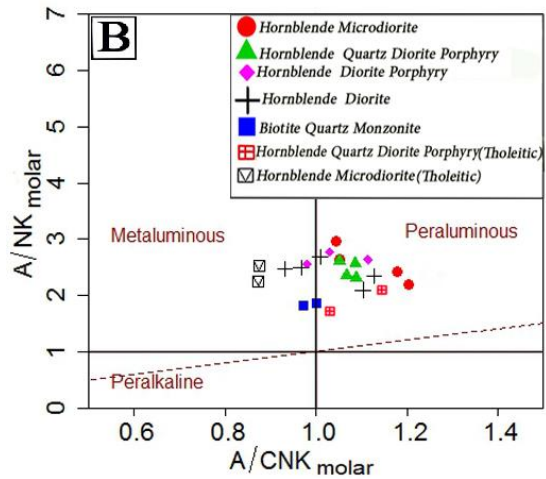 B
Hornblende Microdiorite
Hornblende Quartz Diorite Porphyry
Hornblende Diorite Porphyry
Hornblende Diorite
Biotite Quartz Monzonite
Hornblende Quartz Diorite Porphyry(Tholeitic)
Hornblende Microdiorite(Tholeitic)
Metaluminous
Peraluminous
Peralkaline
A/NK molar
7
6
5
4
3
2
1
0
0.6
0.8
1.0
1.2
1.4
A/CNK molar